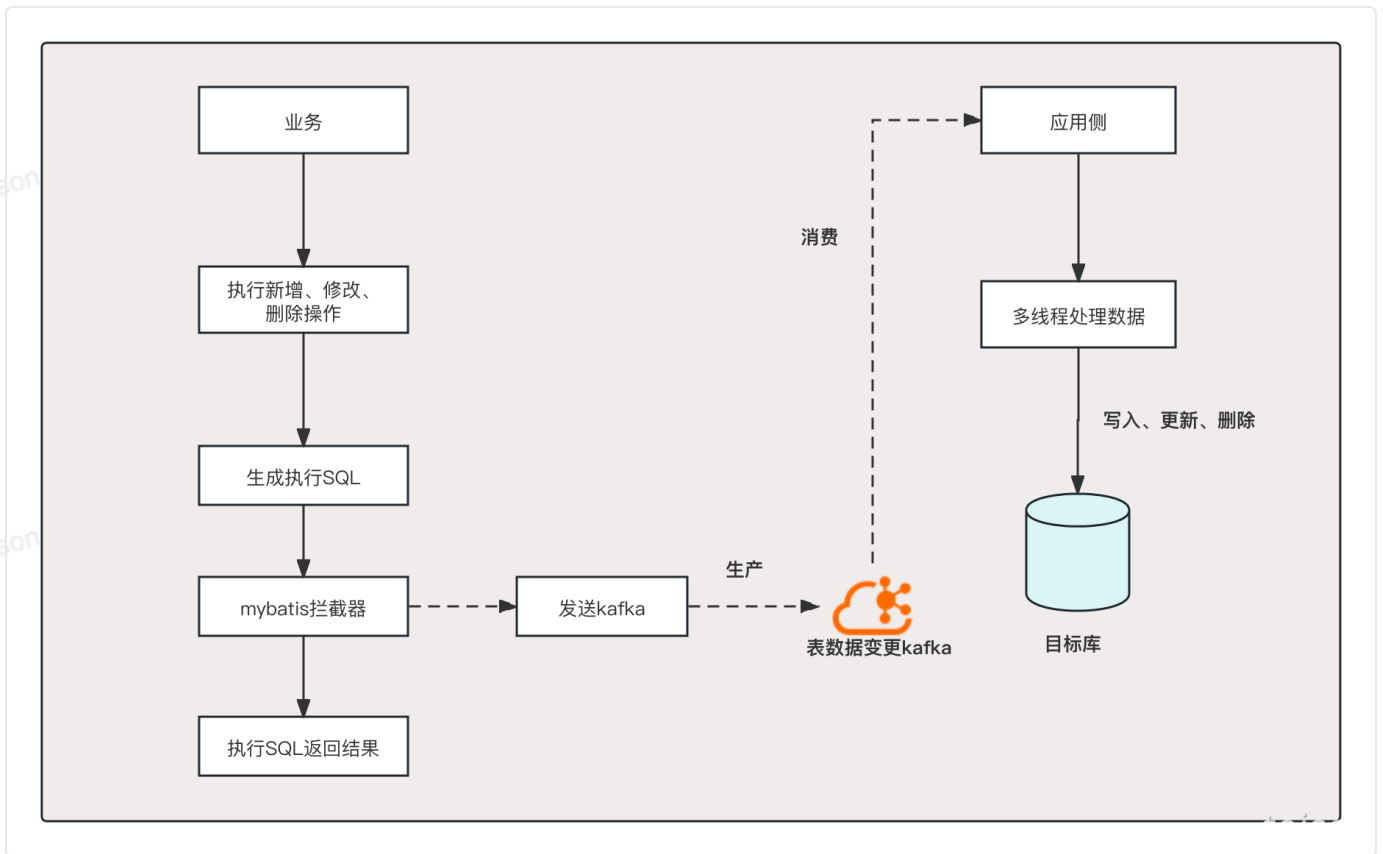 业务
执行新增、修改、
删除操作
生成执行SQL
mybatis拦截器
执行SQL返回结果
发送kafka
生产
表数据变更kafka
消费
应用侧
多线程处理数据
写入、更新、删除
目标库
son
son